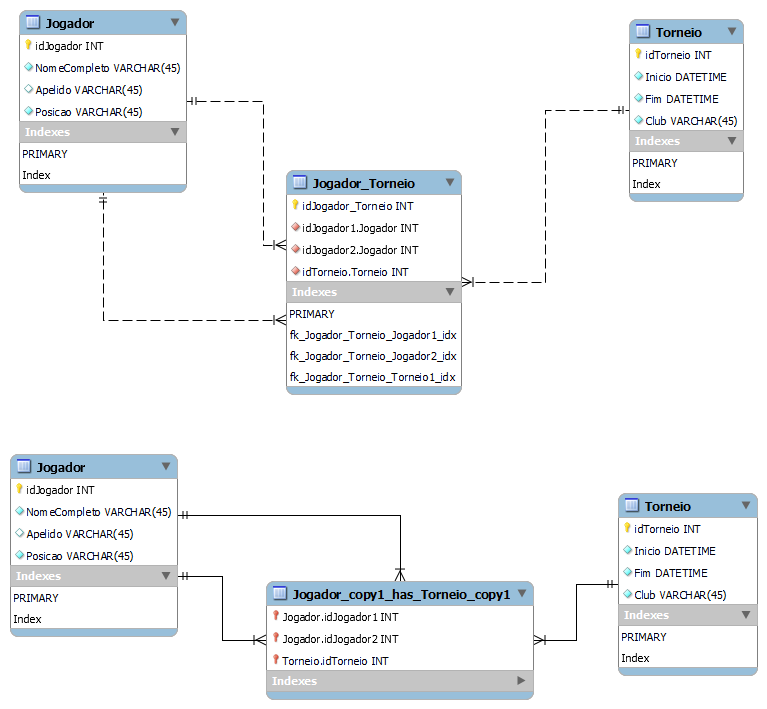 Jogador
idJogador INT
NomeCompleto VARCHAR(45)
Apelido VARCHAR(45)
Posicao VARCHAR(45)
Indexes
PRIMARY
Index
Torneio
idTorneio INT
Inicio DATETIME
Fim DATETIME
Club VARCHAR(45)
Indexes
PRIMARY
Index
Jogador_Torneio
idJogador_Torneio INT
idJogador1.Jogador INT
idJogador2.Jogador INT
idTorneio.Torneio INT
Indexes
PRIMARY
fk_Jogador_Torneio_Jogador1_idx
fk_Jogador_Torneio_Jogador2_idx
fk_Jogador_Torneio_Torneio1_idx
Jogador
idJogador INT
NomeCompleto VARCHAR(45)
Apelido VARCHAR(45)
Posicao VARCHAR(45)
Indexes
PRIMARY
Index
Torneio
idTorneio INT
Inicio DATETIME
Fim DATETIME
Club VARCHAR(45)
Indexes
PRIMARY
Index
Jogador_copy1_has_Torneio_copy1
Jogador.idJogador1 INT
Jogador.idJogador2 INT
Torneio.idTorneio INT
Indexes